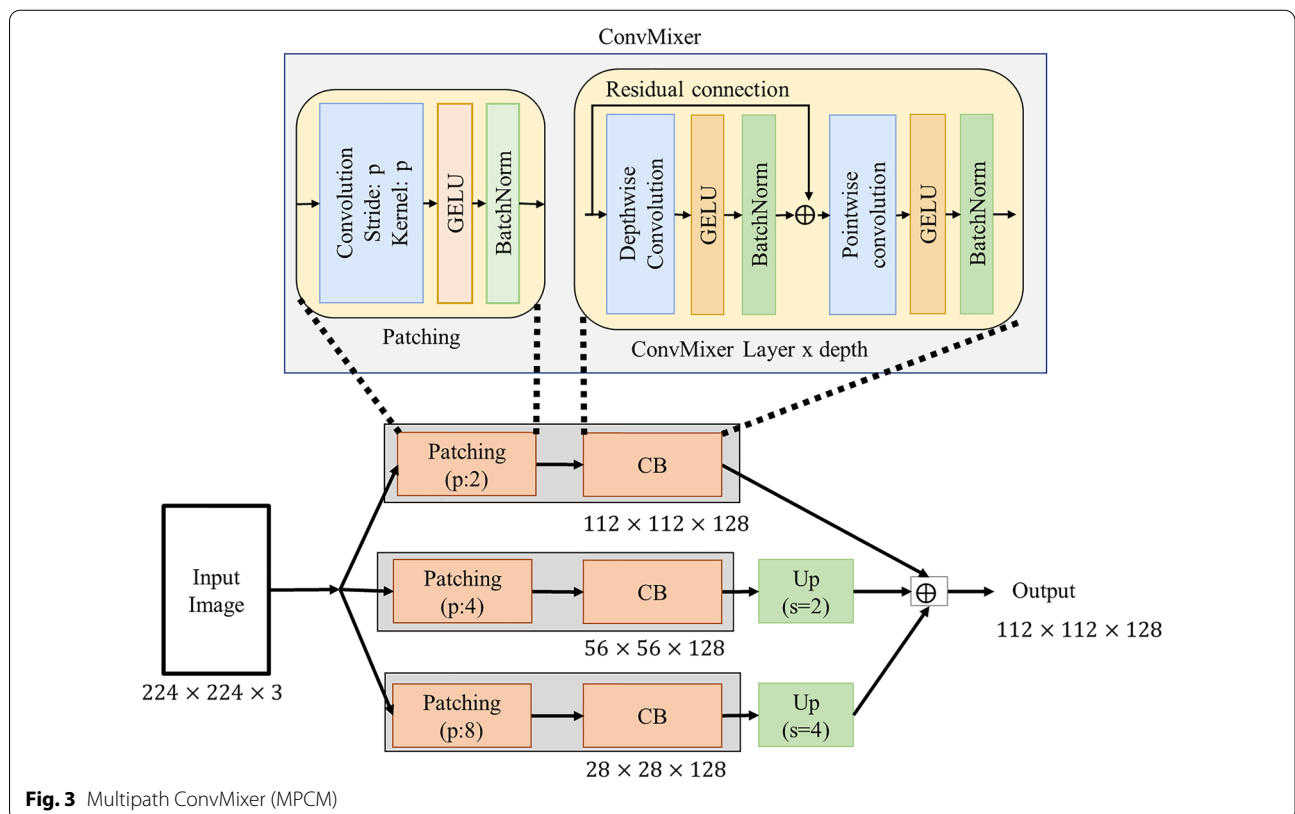 ConvMixer
Convolution
Stride: p
Kernel: p
GELU
BatchNorm
Patching
Residual connection
Depthwise
Convolution
GELU
BatchNorm
⊕
Pointwise
convolution
GELU
BatchNorm
ConvMixer Layer x depth
Input
Image
224 × 224 × 3
Patching
(p:2)
CB
112 × 112 × 128
Patching
(p:4)
CB
56 × 56 × 128
Up
(s=2)
Patching
(p:8)
CB
28 × 28 × 128
Up
(s=4)
⊕
Output
112 × 112 × 128
Fig. 3 Multipath ConvMixer (MPCM)